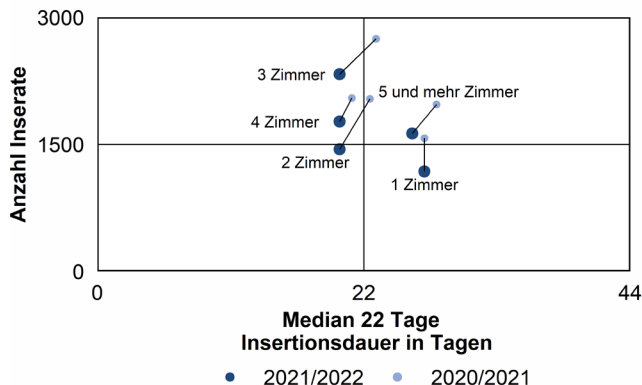 3000
3 Zimmer
5 und mehr Zimmer
4 Zimmer
1500
2 Zimmer
1 Zimmer
Anzahl Inserate
0
0
22
44
Median 22 Tage
Insertionsdauer in Tagen
2021/2022
2020/2021